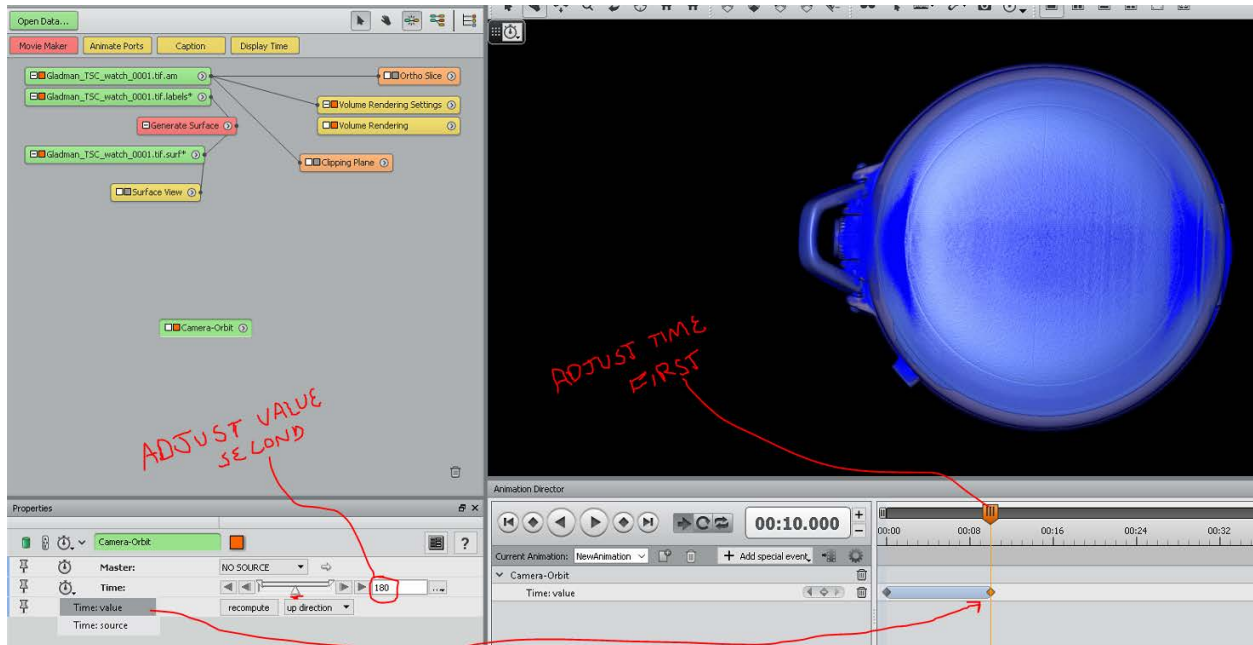 Open Data...
Movie Maker Animate Ports Caption Display Time
Gladman_TSC_watch_0001.tif.am
Ortho Slice
Gladman_TSC_watch_0001.tif.labels*
Volume Rendering Settings
Generate Surface
Volume Rendering
Gladman_TSC_watch_0001.tif.surf*
Clipping Plane
Surface View
Camera-Orbit
ADJUST TIME
FIRST
ADJUST VALUE
SECOND
Properties
Camera-Orbit
?
Master: NO SOURCE
Time: 180 ...
Time: value recompute up direction
Time: source
Animation Director
00:10.000 + −
00:00 00:08 00:16 00:24 00:32
Current Animation: NewAnimation + Add special event
Camera-Orbit
Time: value